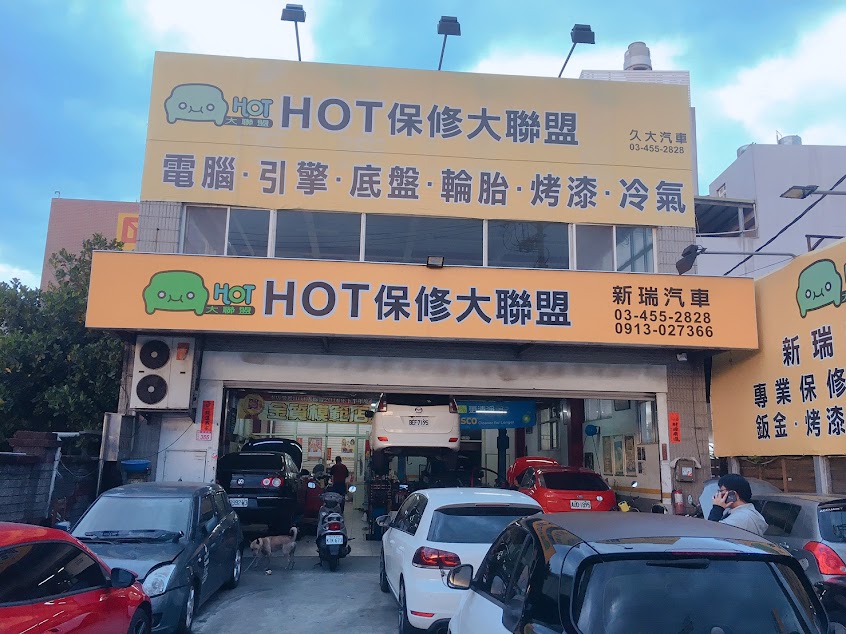 HOT
大聯盟
HOT保修大聯盟
久大汽車
03-455-2828
電腦·引擎·底盤·輪胎·烤漆·冷氣
HOT
大聯盟
HOT保修大聯盟
新瑞汽車
03-455-2828
0913-027366
新瑞
專業保修
鈑金·烤漆
385
BEF7195